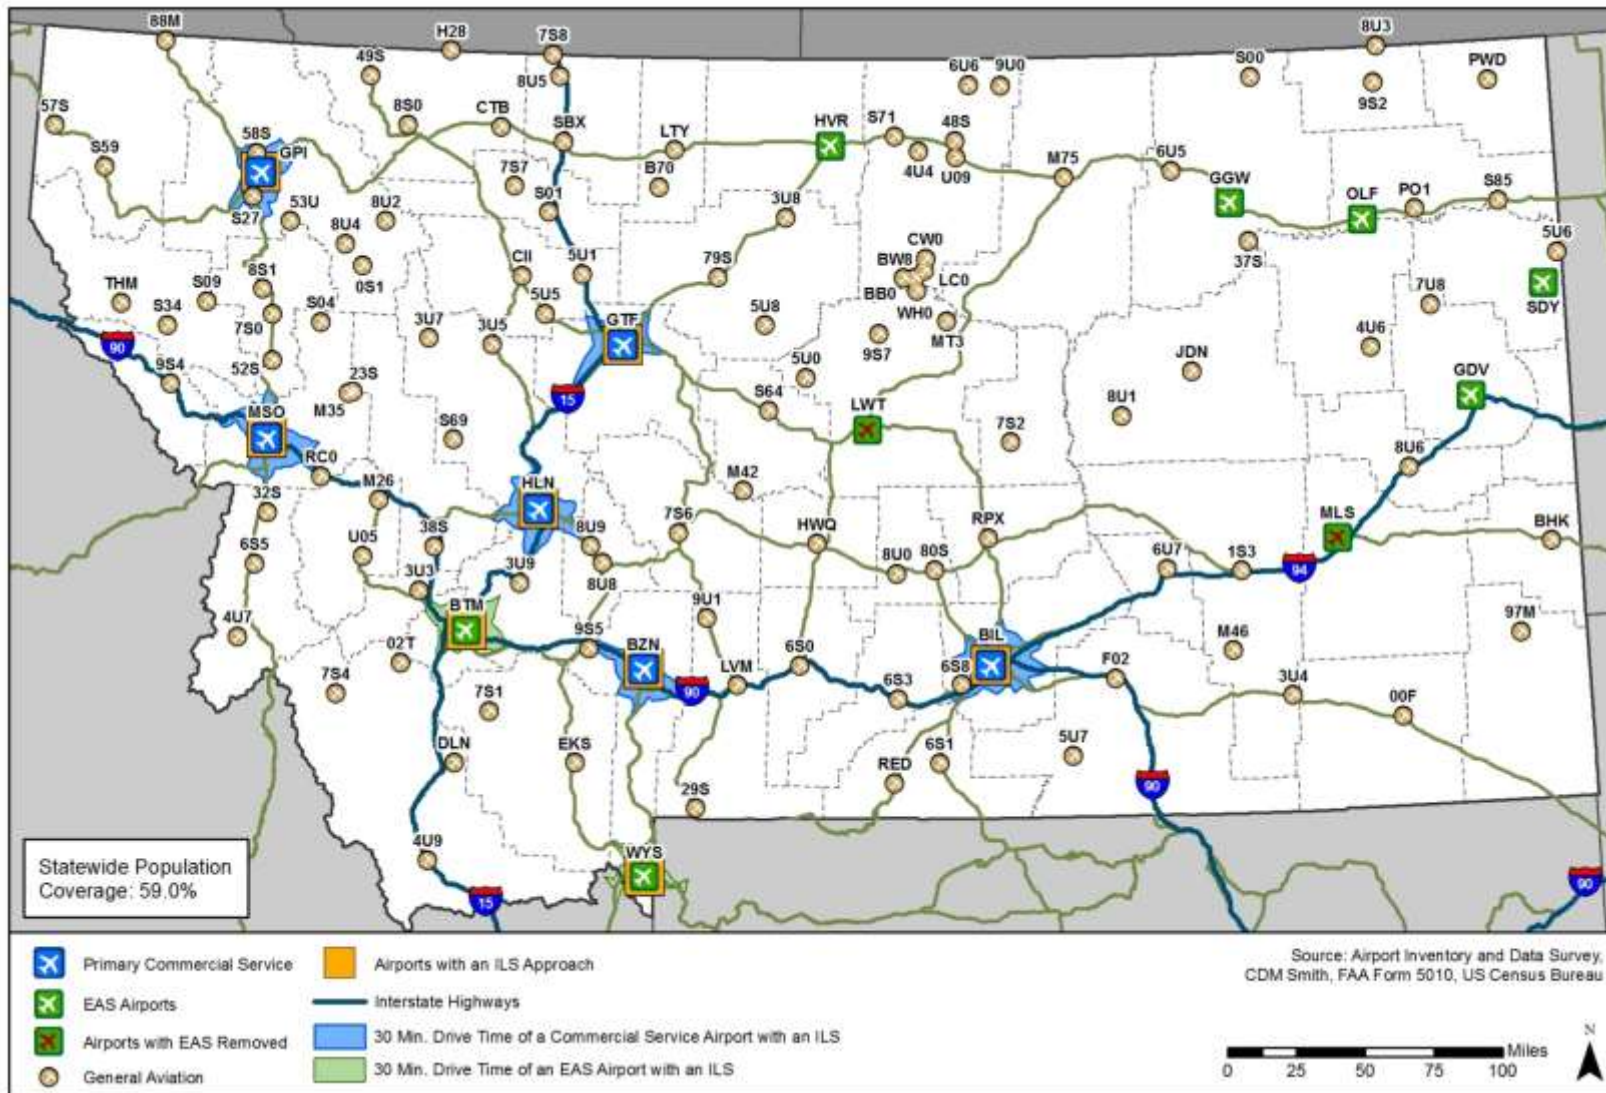 88M
H28
7S8
8U3
49S
8U5
6U6
9U0
S00
PWD
9S2
57S
8S0
CTB
SBX
LTY
HVR
S71
48S
58S
GPI
S59
7S7
B70
4U4
U09
M75
6U5
GGW
OLF
PO1
S85
S27
53U
8U2
S01
3U8
8U4
CW0
37S
5U6
CII
5U1
79S
BW8
LC0
0S1
8S1
THM
S09
BB0
7U8
SDY
S34
S04
5U5
WH0
7S0
3U7
3U5
GTF
5U8
MT3
9S7
4U6
90
9S4
52S
23S
5U0
JDN
GDV
15
S64
8U1
MSO
M35
LWT
S69
7S2
8U6
RC0
M42
M26
HLN
32S
MLS
38S
8U9
7S6
HWQ
RPX
BHK
U05
6S5
8U0
80S
6U7
1S3
3U3
3U9
8U8
94
BTM
9U1
4U7
97M
02T
9S5
BZN
BIL
M46
6S0
LVM
6S8
F02
7S4
90
6S3
3U4
7S1
00F
DLN
EKS
6S1
5U7
RED
29S
90
4U9
WYS
Statewide Population
Coverage: 59.0%
15
90
Primary Commercial Service
Airports with an ILS Approach
Source: Airport Inventory and Data Survey,
CDM Smith, FAA Form 5010, US Census Bureau
EAS Airports
Interstate Highways
Airports with EAS Removed
30 Min. Drive Time of a Commercial Service Airport with an ILS
General Aviation
30 Min. Drive Time of an EAS Airport with an ILS
N
Miles
0 25 50 75 100